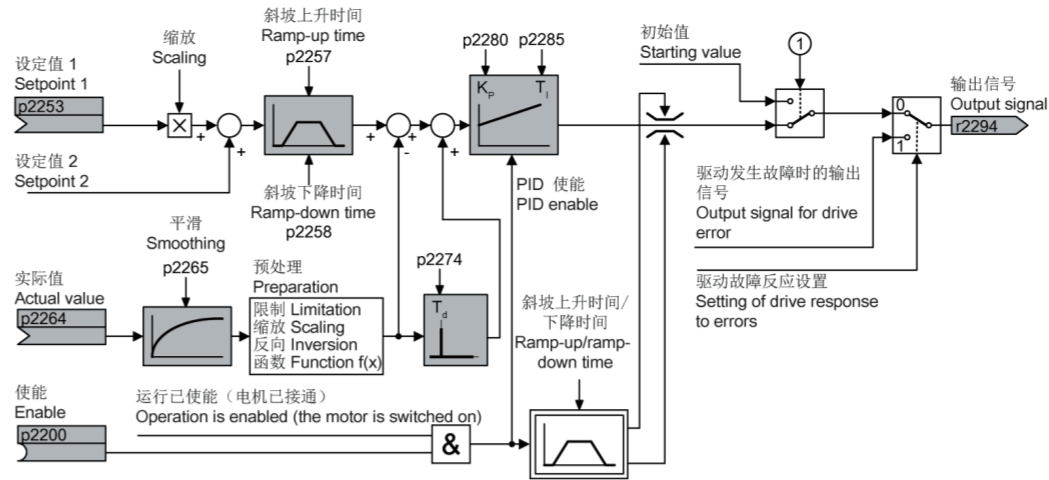 设定值 1
Setpoint 1
p2253
缩放
Scaling
×
+
+
设定值 2
Setpoint 2
斜坡上升时间
Ramp-up time
p2257
斜坡下降时间
Ramp-down time
p2258
+
-
+
+
p2280
p2285
Kp
TI
PID 使能
PID enable
初始值
Starting value
1
0
1
输出信号
Output signal
r2294
驱动发生故障时的输出
信号
Output signal for drive
error
驱动故障反应设置
Setting of drive response
to errors
实际值
Actual value
p2264
平滑
Smoothing
p2265
预处理
Preparation
限制 Limitation
缩放 Scaling
反向 Inversion
函数 Function f(x)
p2274
Td
斜坡上升时间/
下降时间
Ramp-up/ramp-
down time
使能
Enable
p2200
运行已使能（电机已接通）
Operation is enabled (the motor is switched on)
&